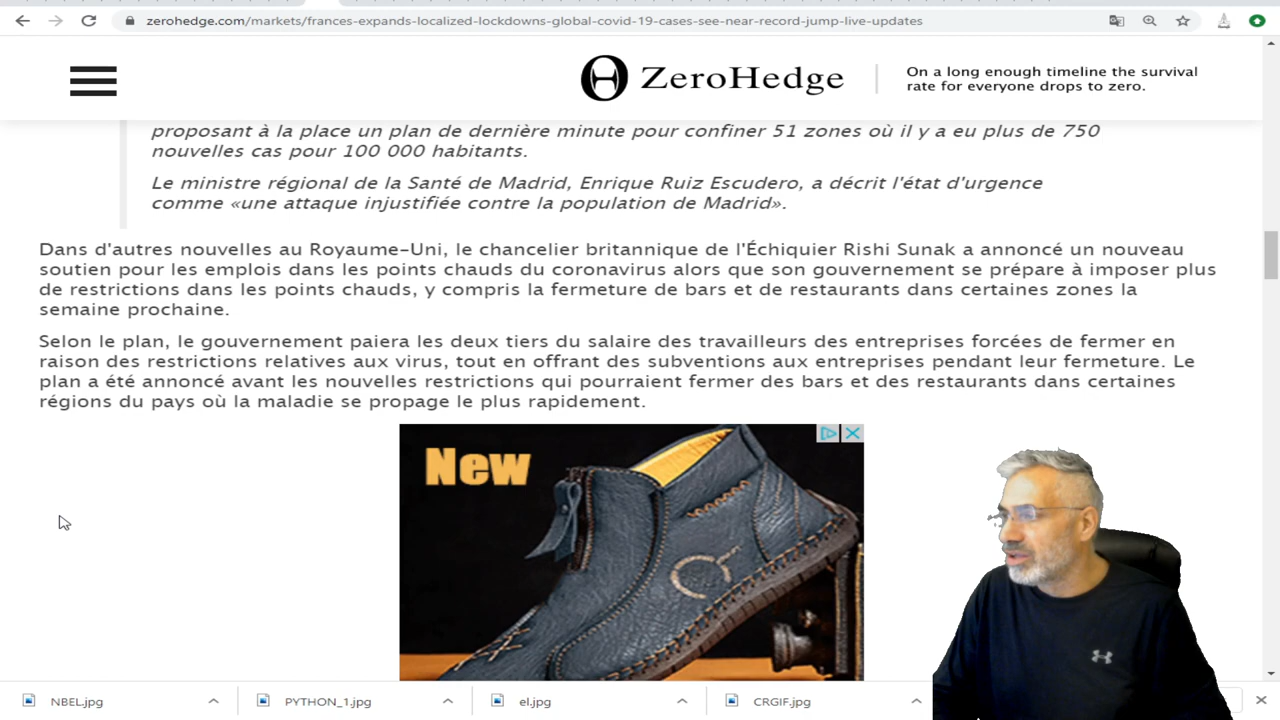 zerohedge.com/markets/frances-expands-localized-lockdowns-global-covid-19-cases-see-near-record-jump-live-updates
ZeroHedge
On a long enough timeline the survival
rate for everyone drops to zero.
proposant à la place un plan de dernière minute pour confiner 51 zones où il y a eu plus de 750
nouvelles cas pour 100 000 habitants.
Le ministre régional de la Santé de Madrid, Enrique Ruiz Escudero, a décrit l'état d'urgence
comme «une attaque injustifiée contre la population de Madrid».
Dans d'autres nouvelles au Royaume-Uni, le chancelier britannique de l'Échiquier Rishi Sunak a annoncé un nouveau
soutien pour les emplois dans les points chauds du coronavirus alors que son gouvernement se prépare à imposer plus
de restrictions dans les points chauds, y compris la fermeture de bars et de restaurants dans certaines zones la
semaine prochaine.
Selon le plan, le gouvernement paiera les deux tiers du salaire des travailleurs des entreprises forcées de fermer en
raison des restrictions relatives aux virus, tout en offrant des subventions aux entreprises pendant leur fermeture. Le
plan a été annoncé avant les nouvelles restrictions qui pourraient fermer des bars et des restaurants dans certaines
régions du pays où la maladie se propage le plus rapidement.
New
NBEL.jpg
PYTHON_1.jpg
el.jpg
CRGIF.jpg